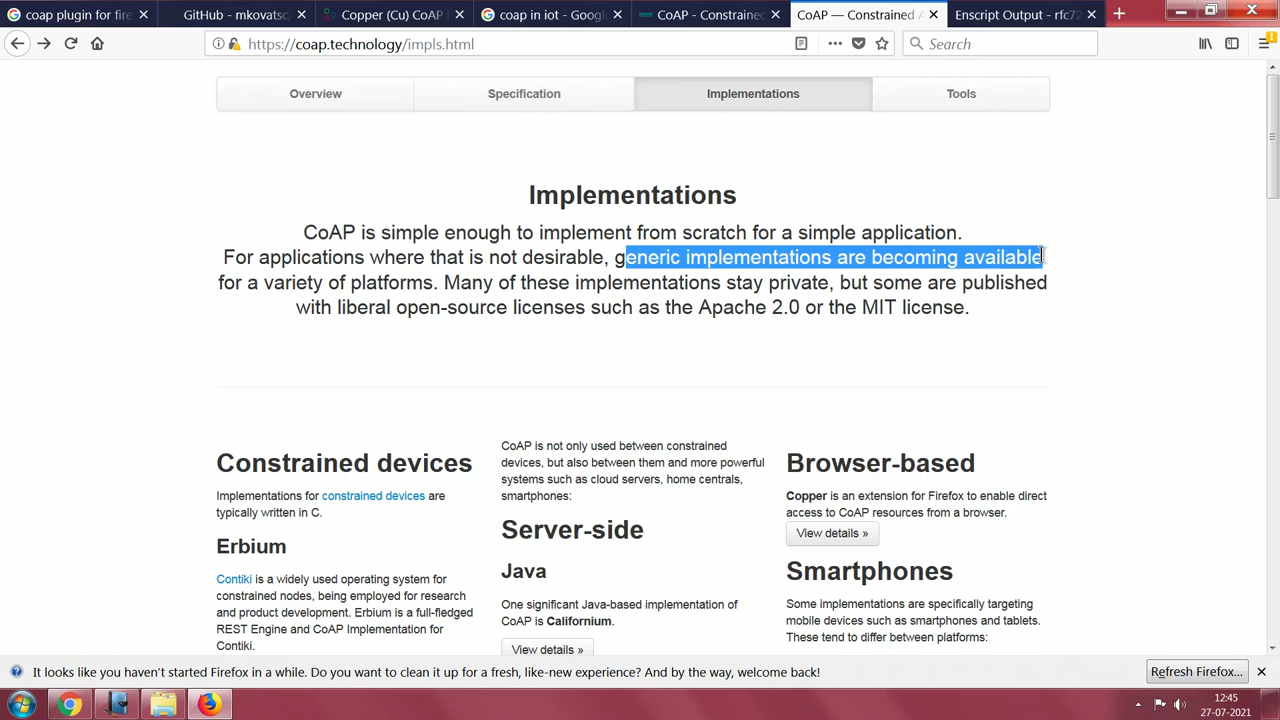 coap plugin for fire
GitHub - mkovatsc/
Copper (Cu) CoAP
coap in iot - Google
CoAP - Constrained
CoAP — Constrained A
Enscript Output - rfc72
https://coap.technology/impls.html
Search
Overview
Specification
Implementations
Tools
Implementations
CoAP is simple enough to implement from scratch for a simple application.
For applications where that is not desirable, generic implementations are becoming available
for a variety of platforms. Many of these implementations stay private, but some are published
with liberal open-source licenses such as the Apache 2.0 or the MIT license.
Constrained devices
Implementations for constrained devices are
typically written in C.
Erbium
Contiki is a widely used operating system for
constrained nodes, being employed for research
and product development. Erbium is a full-fledged
REST Engine and CoAP Implementation for
Contiki.
CoAP is not only used between constrained
devices, but also between them and more powerful
systems such as cloud servers, home centrals,
smartphones:
Server-side
Java
One significant Java-based implementation of
CoAP is Californium.
View details »
Browser-based
Copper is an extension for Firefox to enable direct
access to CoAP resources from a browser.
View details »
Smartphones
Some implementations are specifically targeting
mobile devices such as smartphones and tablets.
These tend to differ between platforms:
It looks like you haven't started Firefox in a while. Do you want to clean it up for a fresh, like-new experience? And by the way, welcome back!
Refresh Firefox...
12:45
27-07-2021